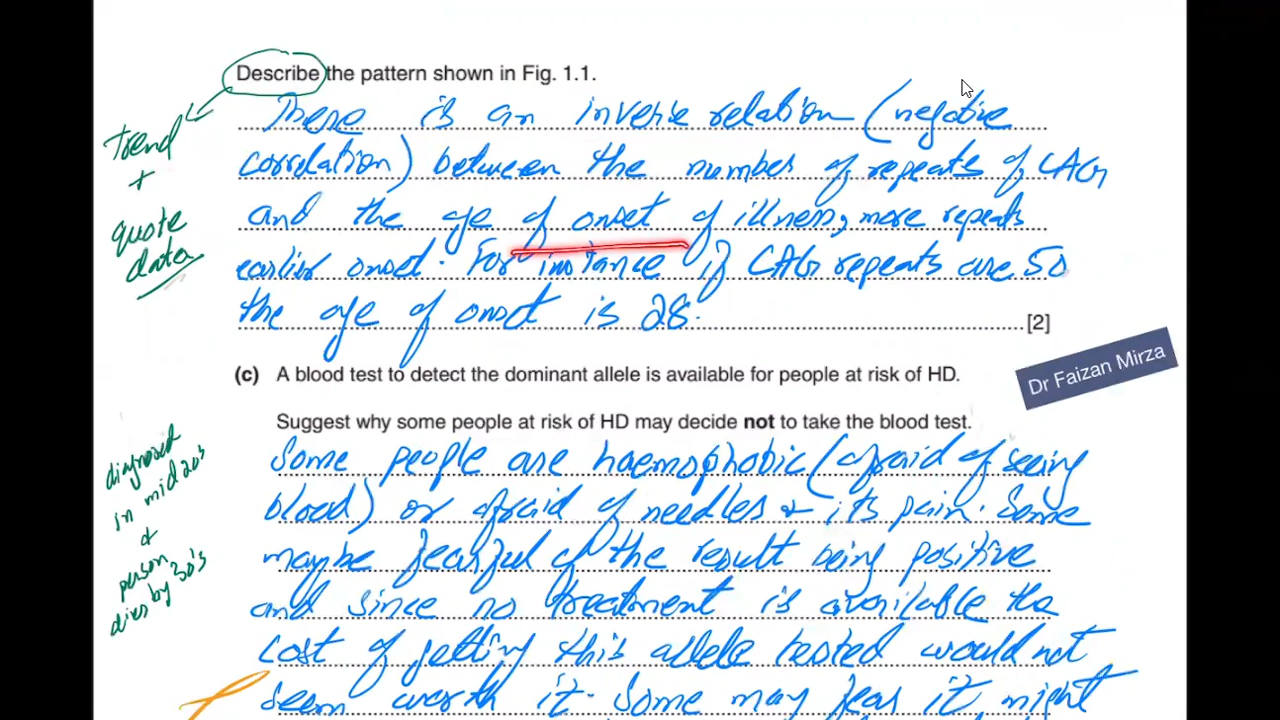 Describe the pattern shown in Fig. 1.1.
There is an inverse relation (negative
correlation) between the number of repeats of CAG
and the age of onset of illness, more repeats
earlier onset. For instance if CAG repeats are 50
the age of onset is 28.
[2]
trend
+
quote
data
(c) A blood test to detect the dominant allele is available for people at risk of HD.
Dr Faizan Mirza
Suggest why some people at risk of HD may decide not to take the blood test.
Some people are haemophobic (afraid of seeing
blood) or afraid of needles & its pain. Some
maybe fearful of the result being positive
and since no treatment is available the
cost of getting this allele tested would not
seem worth it. Some may fear it might
diagnosed
in mid 20's
+
person
dies by 30's